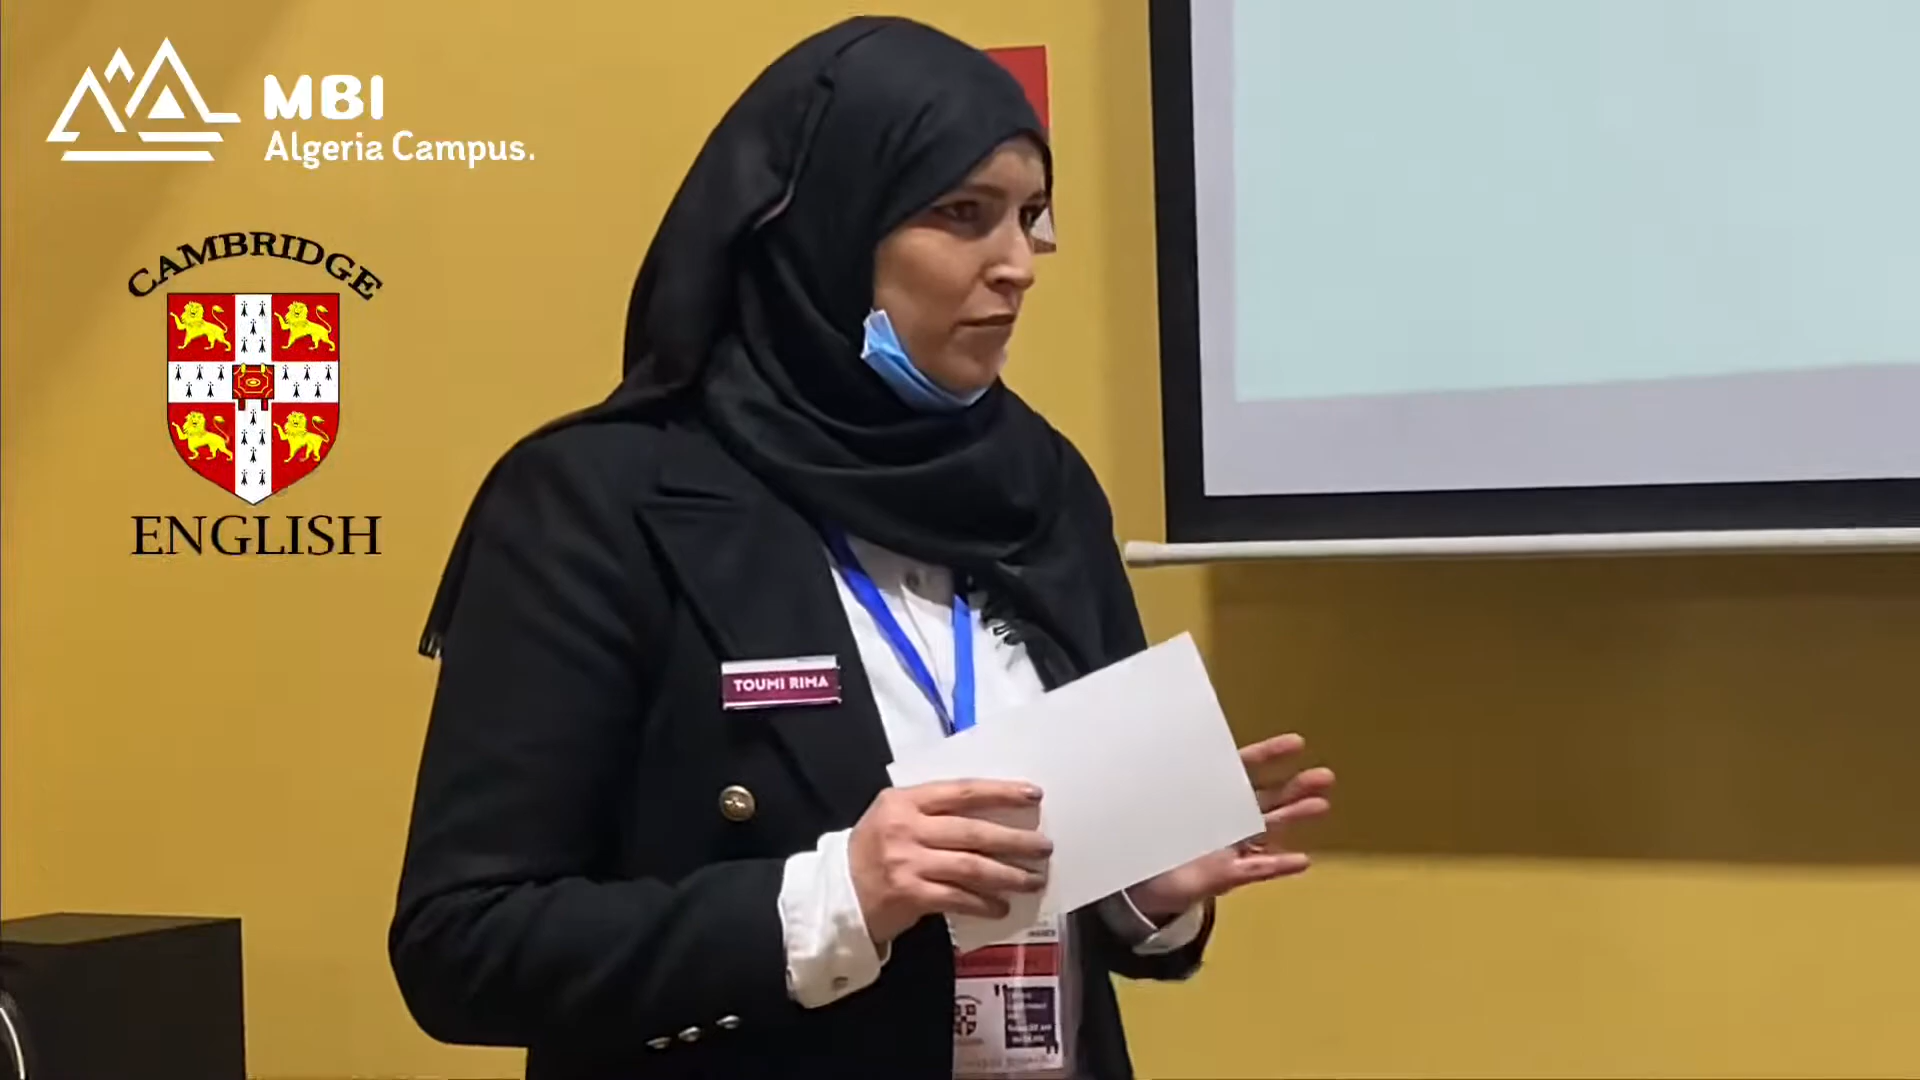 MBI
Algeria Campus.
CAMBRIDGE
ENGLISH
TOUMI RIMA